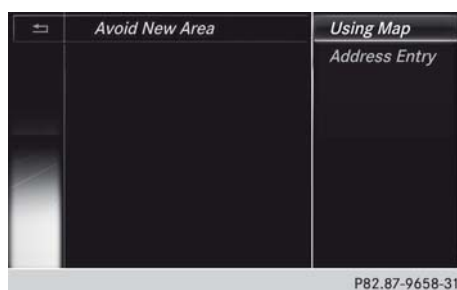 Avoid New Area
Using Map
Address Entry
P82.87-9658-31